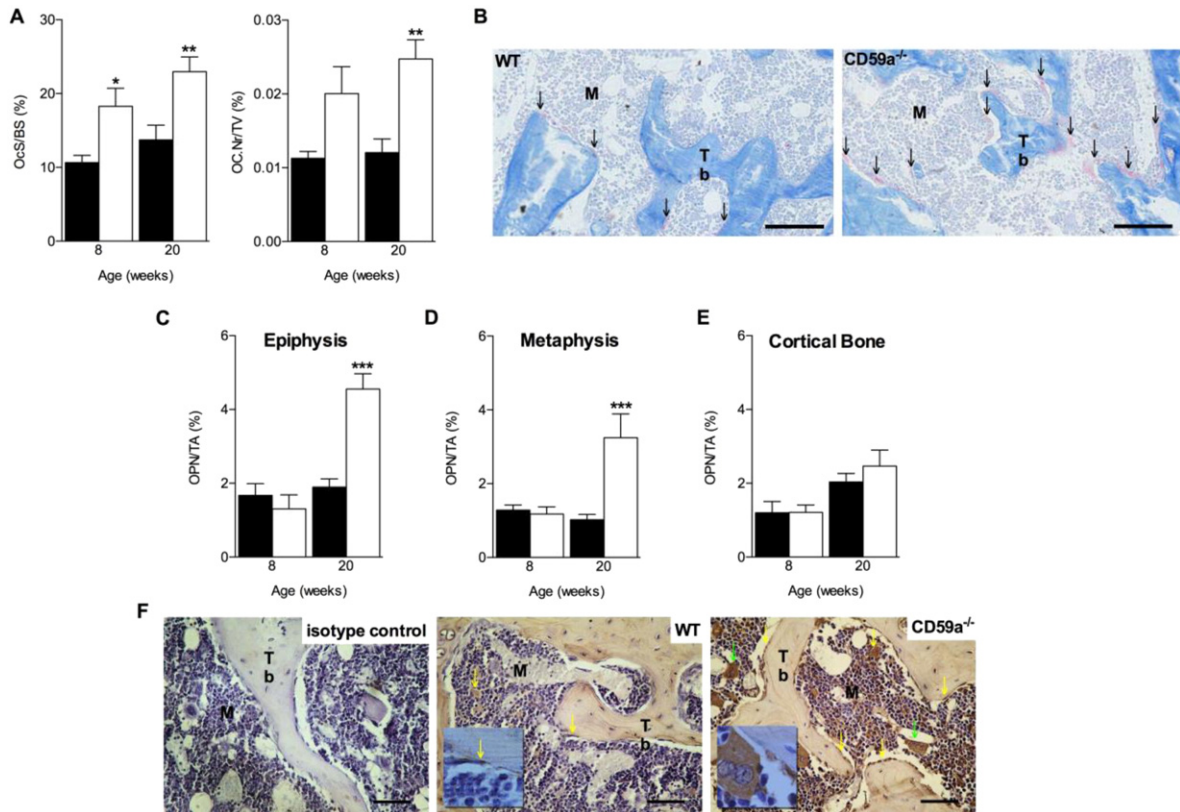 A
OcS/BS (%)
30
20
10
0
*
**
8
20
Age (weeks)
OC.Nr/TV (%)
0.03
0.02
0.01
0.00
**
8
20
Age (weeks)
B
WT
M
T
b
CD59a-/-
M
T
b
C
Epiphysis
OPN/TA (%)
6
4
2
0
***
8
20
Age (weeks)
D
Metaphysis
OPN/TA (%)
6
4
2
0
***
8
20
Age (weeks)
E
Cortical Bone
OPN/TA (%)
6
4
2
0
8
20
Age (weeks)
F
isotype control
T
b
M
WT
M
T
b
CD59a-/-
T
b
M